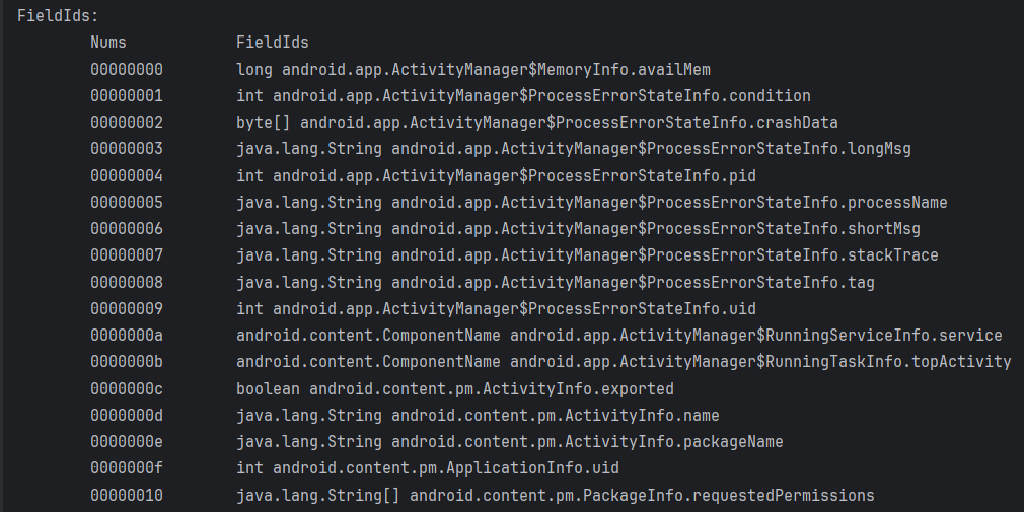 FieldIds:
Nums FieldIds
00000000 long android.app.ActivityManager$MemoryInfo.availMem
00000001 int android.app.ActivityManager$ProcessErrorStateInfo.condition
00000002 byte[] android.app.ActivityManager$ProcessErrorStateInfo.crashData
00000003 java.lang.String android.app.ActivityManager$ProcessErrorStateInfo.longMsg
00000004 int android.app.ActivityManager$ProcessErrorStateInfo.pid
00000005 java.lang.String android.app.ActivityManager$ProcessErrorStateInfo.processName
00000006 java.lang.String android.app.ActivityManager$ProcessErrorStateInfo.shortMsg
00000007 java.lang.String android.app.ActivityManager$ProcessErrorStateInfo.stackTrace
00000008 java.lang.String android.app.ActivityManager$ProcessErrorStateInfo.tag
00000009 int android.app.ActivityManager$ProcessErrorStateInfo.uid
0000000a android.content.ComponentName android.app.ActivityManager$RunningServiceInfo.service
0000000b android.content.ComponentName android.app.ActivityManager$RunningTaskInfo.topActivity
0000000c boolean android.content.pm.ActivityInfo.exported
0000000d java.lang.String android.content.pm.ActivityInfo.name
0000000e java.lang.String android.content.pm.ActivityInfo.packageName
0000000f int android.content.pm.ApplicationInfo.uid
00000010 java.lang.String[] android.content.pm.PackageInfo.requestedPermissions